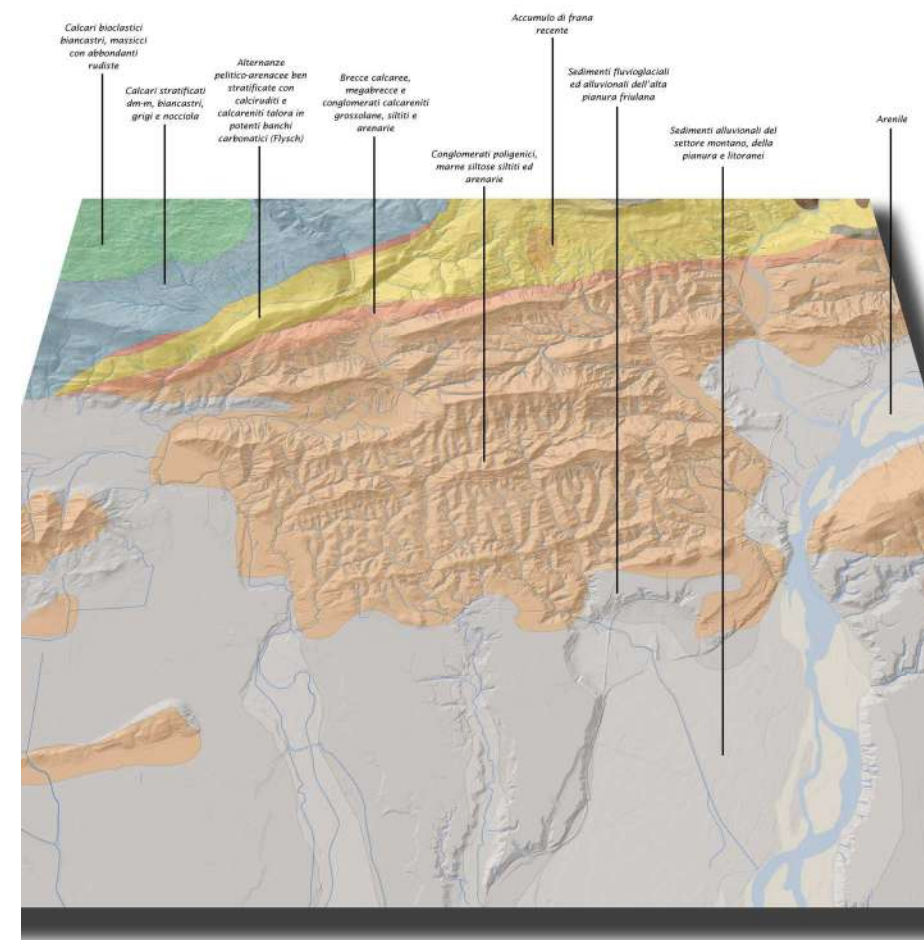 Calcari bioclastici
biancastri, massicci
con abbondanti
rudiste
Calcari stratificati
dm-m, biancastri,
grigi e nocciola
Alternanze
pelitico-arenacee ben
stratificate con
calciruditi e
calcareniti talora in
potenti banchi
carbonatici (Flysch)
Brecce calcaree,
megabrecce e
conglomerati calcareniti
grossolane, siltiti e
arenarie
Conglomerati poligenici,
marne siltose siltiti ed
arenarie
Accumulo di frana
recente
Sedimenti fluvioglaciali
ed alluvionali dell'alta
pianura friulana
Sedimenti alluvionali del
settore montano, della
pianura e litoranei
Arenile